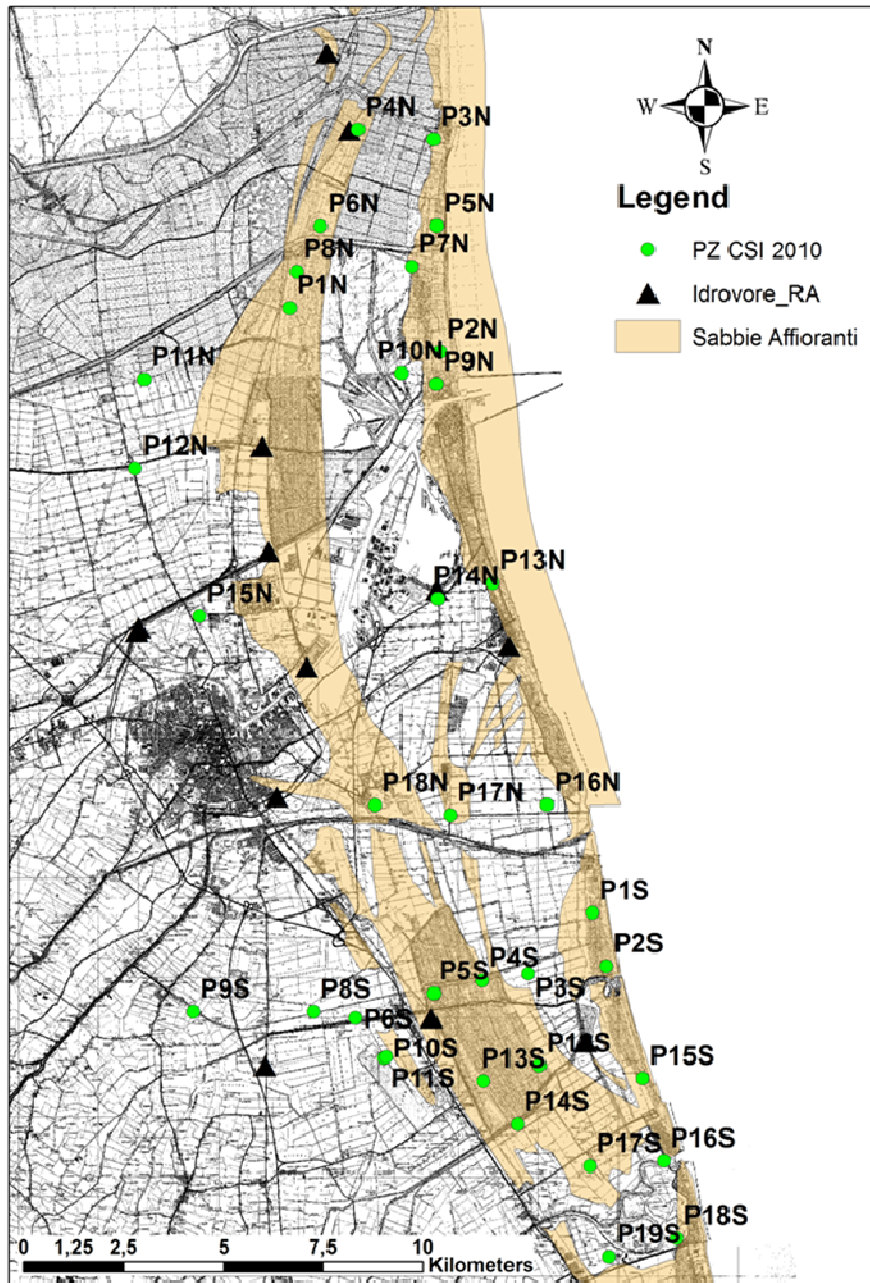 N
W E
S
Legend
PZ CSI 2010
Idrovore_RA
Sabbie Affioranti
P4N
P3N
P6N
P5N
P8N
P7N
P1N
P2N
P10N
P9N
P11N
P12N
P13N
P14N
P15N
P18N
P17N
P16N
P1S
P2S
P4S
P5S
P3S
P9S
P8S
P6S
P10S
P13S
P11S
P15S
P14S
P17S
P16S
P18S
P19S
0 1,25 2,5 5 7,5 10
Kilometers